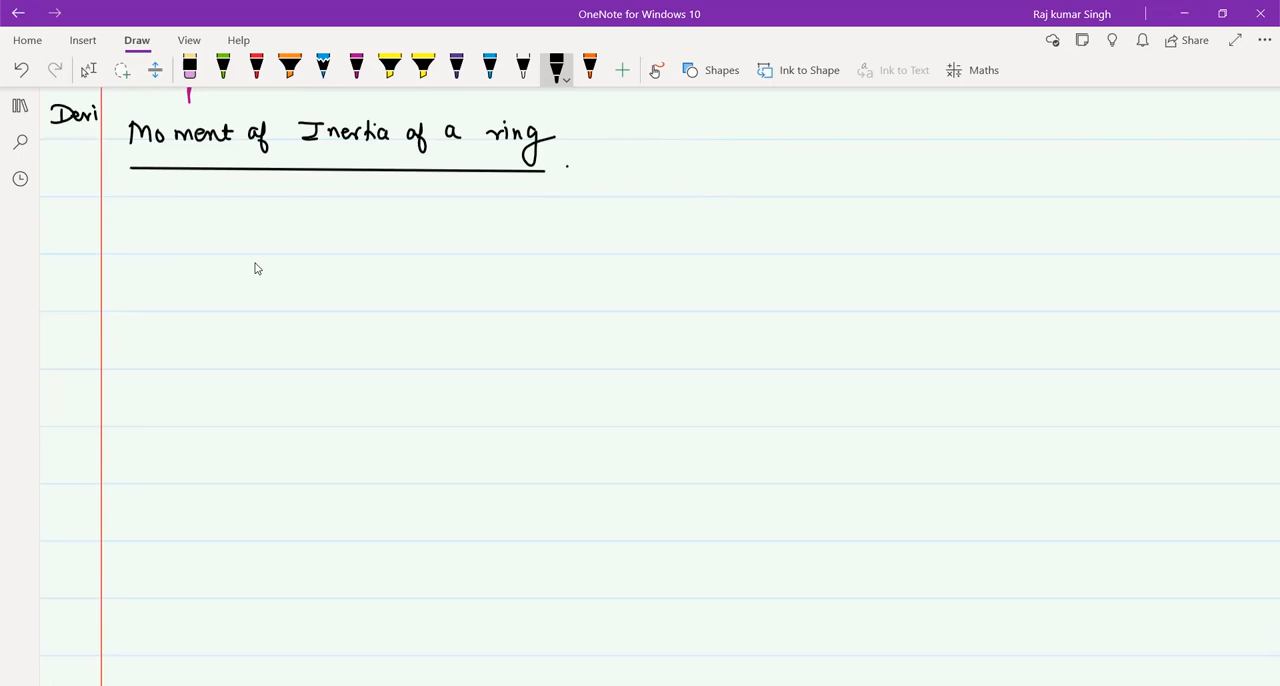 OneNote for Windows 10
Raj kumar Singh
Home Insert Draw View Help
Share
Shapes Ink to Shape Ink to Text Maths
Deri
Moment of Inertia of a ring